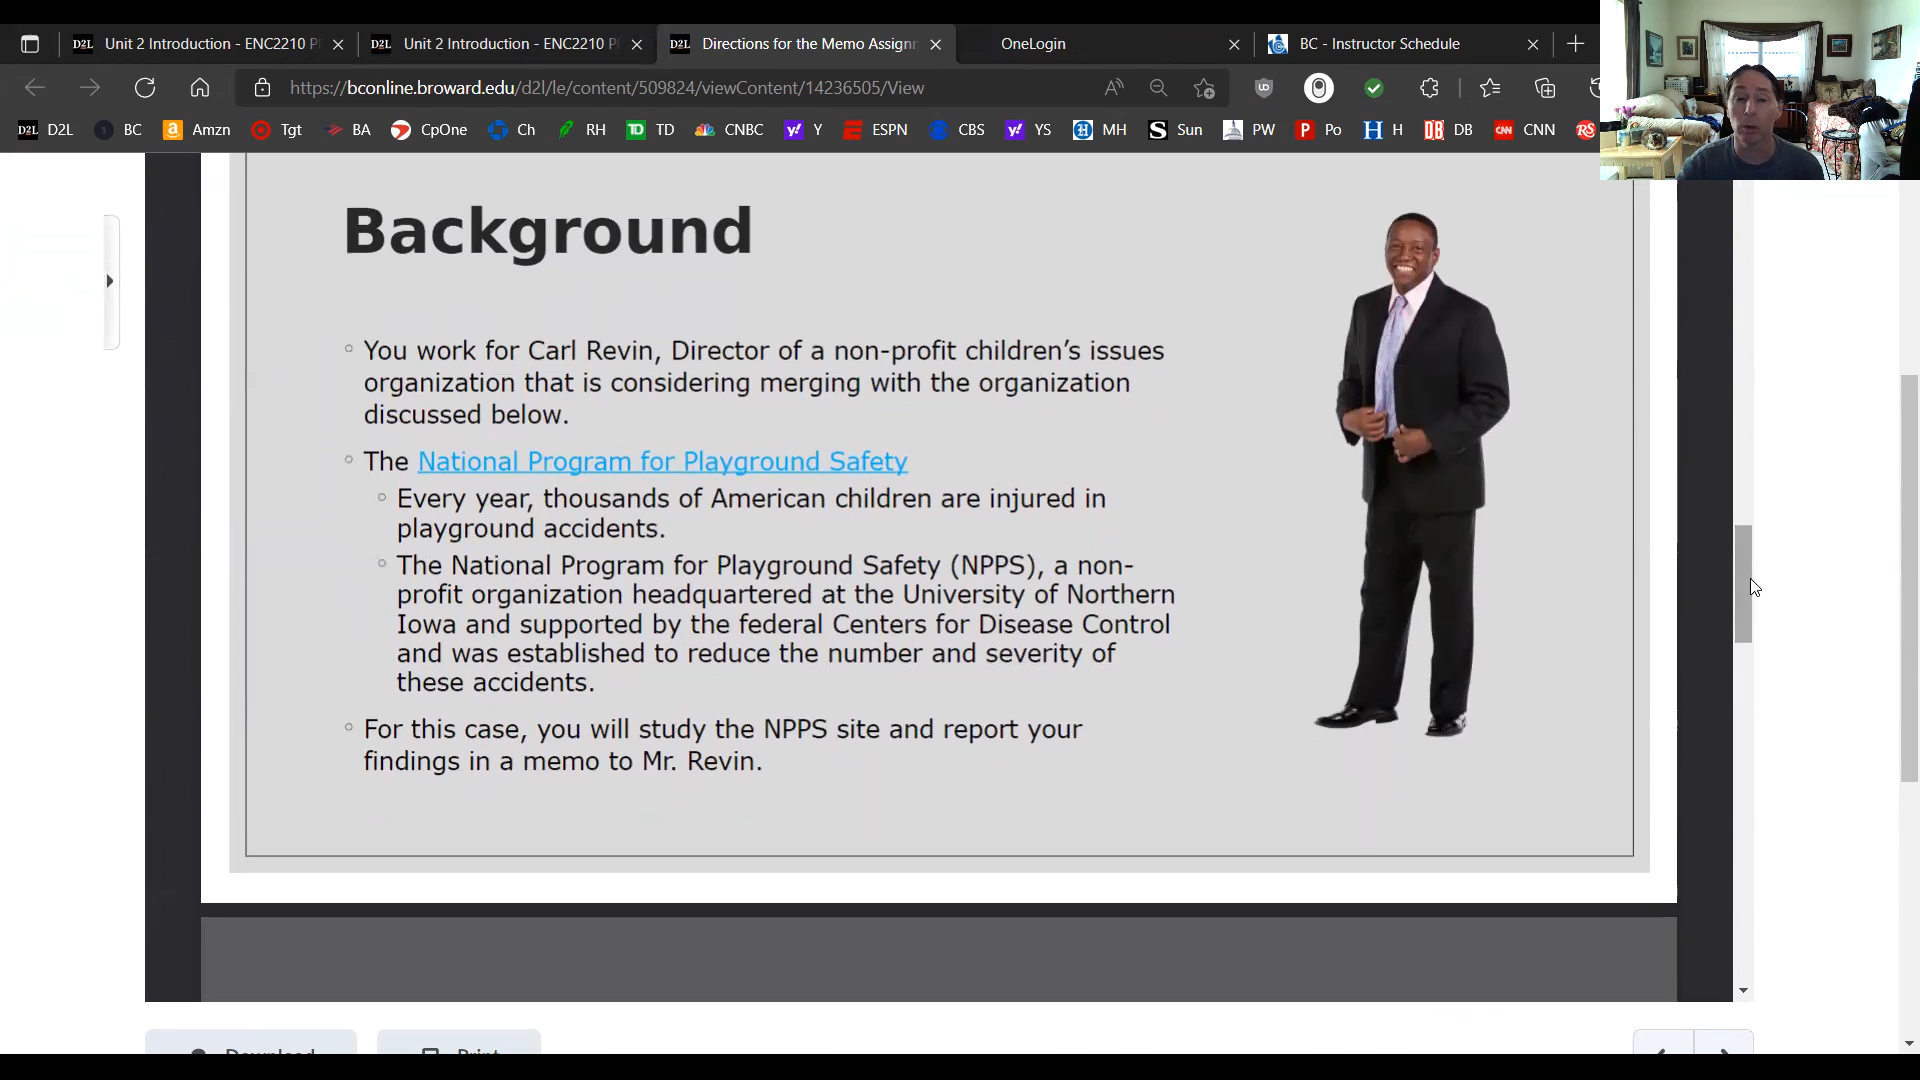 Unit 2 Introduction - ENC2210 P
Unit 2 Introduction - ENC2210 P
Directions for the Memo Assignm
OneLogin
BC - Instructor Schedule
https://bconline.broward.edu/d2l/le/content/509824/viewContent/14236505/View
D2L D2L BC Amzn Tgt BA CpOne Ch RH TD TD CNBC Y ESPN CBS YS MH Sun PW Po H DB CNN RS
Background
You work for Carl Revin, Director of a non-profit children's issues
organization that is considering merging with the organization
discussed below.
The National Program for Playground Safety
Every year, thousands of American children are injured in
playground accidents.
The National Program for Playground Safety (NPPS), a non-
profit organization headquartered at the University of Northern
Iowa and supported by the federal Centers for Disease Control
and was established to reduce the number and severity of
these accidents.
For this case, you will study the NPPS site and report your
findings in a memo to Mr. Revin.
Download
Print